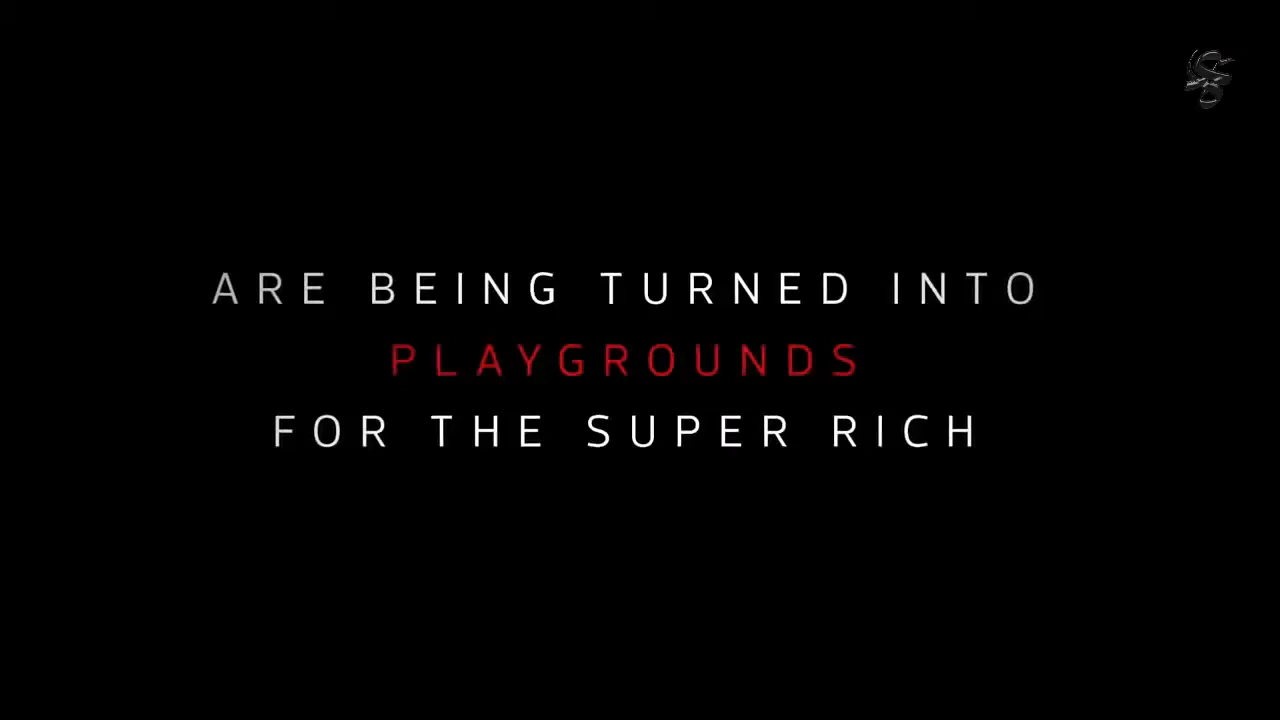 ARE BEING TURNED INTO
PLAYGROUNDS
FOR THE SUPER RICH